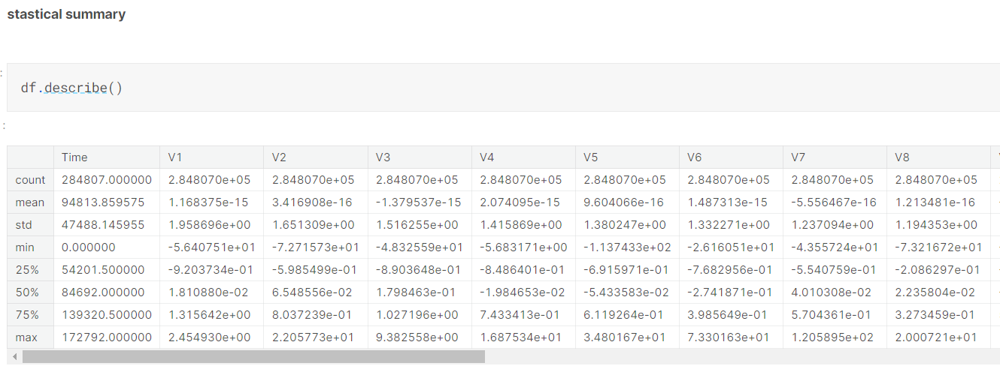 stastical summary
:
df.describe()
:
Time V1 V2 V3 V4 V5 V6 V7 V8
count 284807.000000 2.848070e+05 2.848070e+05 2.848070e+05 2.848070e+05 2.848070e+05 2.848070e+05 2.848070e+05 2.848070e+05
mean 94813.859575 1.168375e-15 3.416908e-16 -1.379537e-15 2.074095e-15 9.604066e-16 1.487313e-15 -5.556467e-16 1.213481e-16
std 47488.145955 1.958696e+00 1.651309e+00 1.516255e+00 1.415869e+00 1.380247e+00 1.332271e+00 1.237094e+00 1.194353e+00
min 0.000000 -5.640751e+01 -7.271573e+01 -4.832559e+01 -5.683171e+00 -1.137433e+02 -2.616051e+01 -4.355724e+01 -7.321672e+01
25% 54201.500000 -9.203734e-01 -5.985499e-01 -8.903648e-01 -8.486401e-01 -6.915971e-01 -7.682956e-01 -5.540759e-01 -2.086297e-01
50% 84692.000000 1.810880e-02 6.548556e-02 1.798463e-01 -1.984653e-02 -5.433583e-02 -2.741871e-01 4.010308e-02 2.235804e-02
75% 139320.500000 1.315642e+00 8.037239e-01 1.027196e+00 7.433413e-01 6.119264e-01 3.985649e-01 5.704361e-01 3.273459e-01
max 172792.000000 2.454930e+00 2.205773e+01 9.382558e+00 1.687534e+01 3.480167e+01 7.330163e+01 1.205895e+02 2.000721e+01